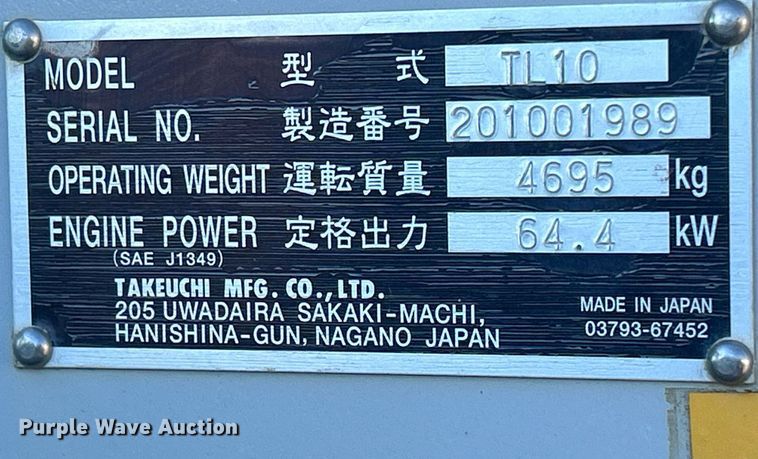 MODEL 型式 TL10
SERIAL NO. 製造番号 201001989
OPERATING WEIGHT 運転質量 4695 kg
ENGINE POWER 定格出力 64.4 kW
(SAE J1349)
TAKEUCHI MFG. CO.,LTD.
205 UWADAIRA SAKAKI-MACHI,
HANISHINA-GUN, NAGANO JAPAN
MADE IN JAPAN
03793-67452
Purple Wave Auction